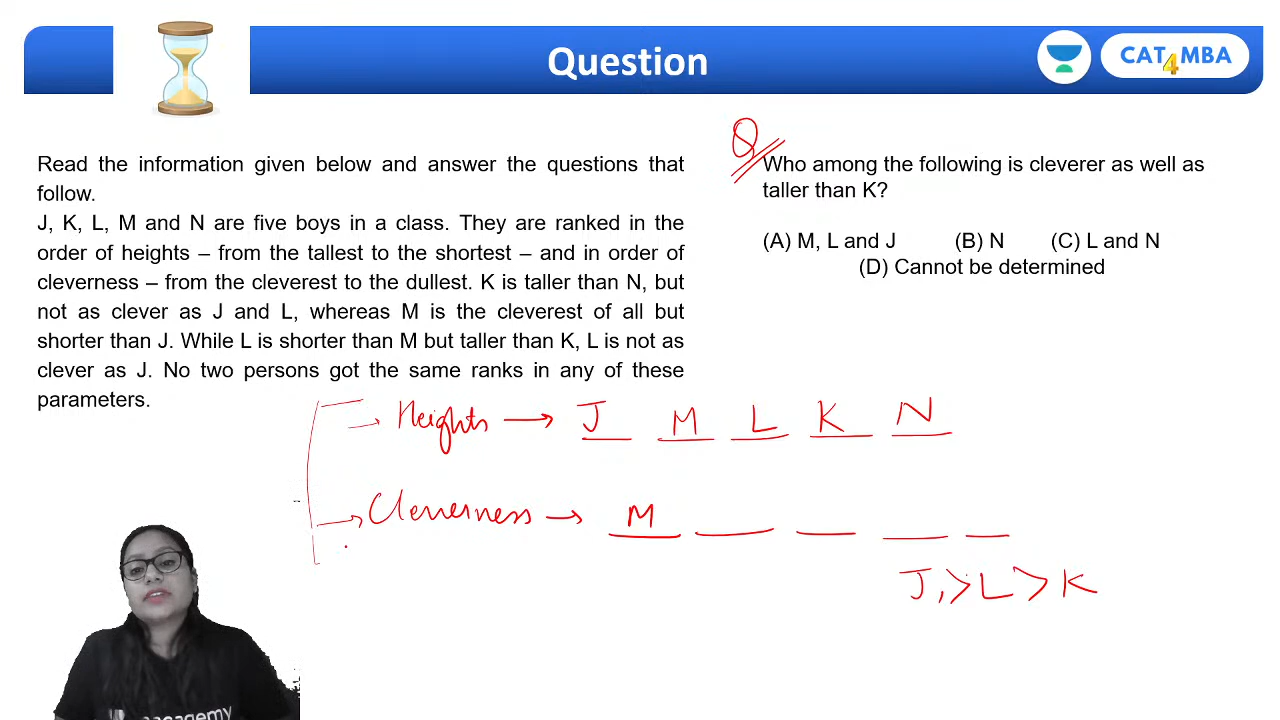 Question
CAT4MBA
Read the information given below and answer the questions that
follow.
J, K, L, M and N are five boys in a class. They are ranked in the
order of heights – from the tallest to the shortest – and in order of
cleverness – from the cleverest to the dullest. K is taller than N, but
not as clever as J and L, whereas M is the cleverest of all but
shorter than J. While L is shorter than M but taller than K, L is not as
clever as J. No two persons got the same ranks in any of these
parameters.
Q
Who among the following is cleverer as well as
taller than K?
(A) M, L and J (B) N (C) L and N
(D) Cannot be determined
→ Heights → J M L K N
→ Cleverness → M
J, > L > K